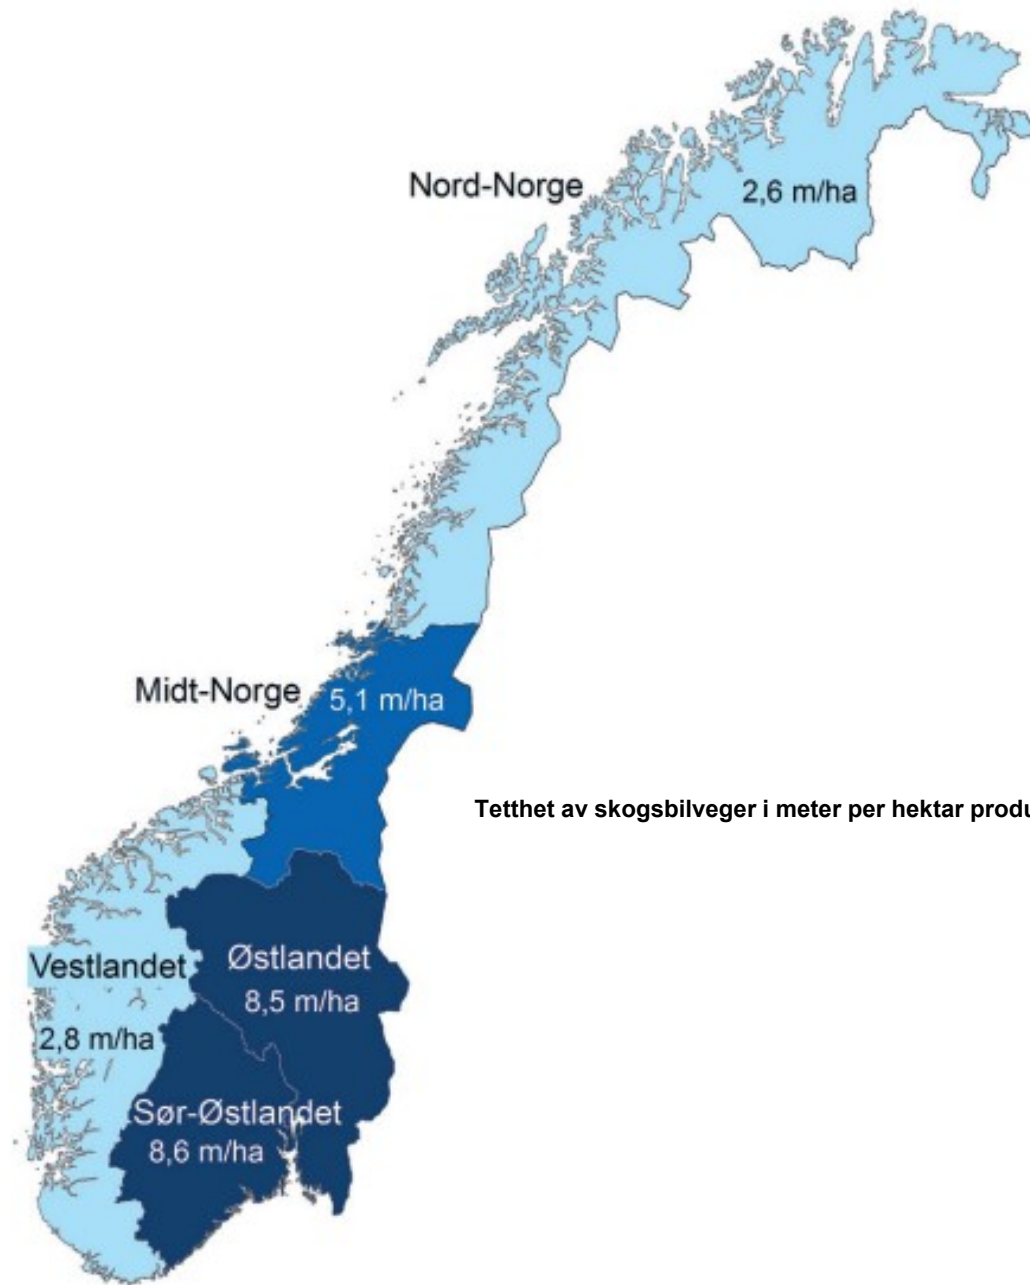 Nord-Norge
2,6 m/ha
Midt-Norge
5,1 m/ha
Tetthet av skogsbilveger i meter per hektar
Vestlandet
2,8 m/ha
Østlandet
8,5 m/ha
Sør-Østlandet
8,6 m/ha